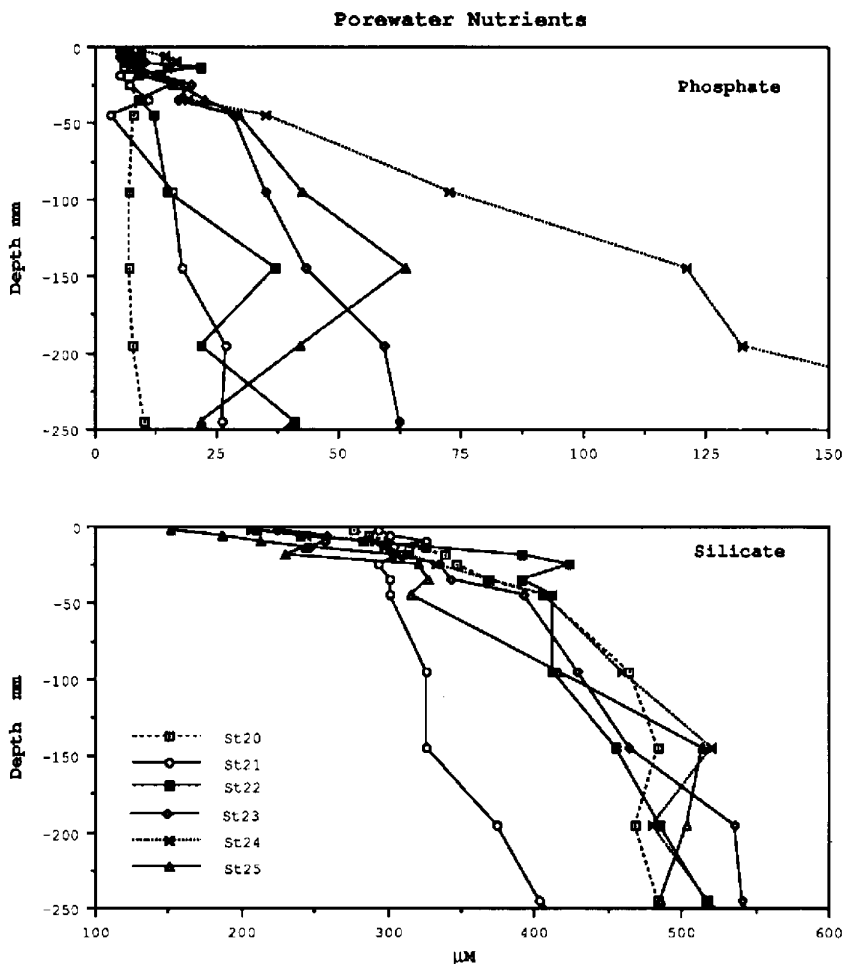 Porewater Nutrients
0
-50
-100
-150
-200
-250
Depth mm
Phosphate
0
25
50
75
100
125
150
0
-50
-100
-150
-200
-250
Depth mm
Silicate
St20
St21
St22
St23
St24
St25
100
200
300
400
500
600
µM